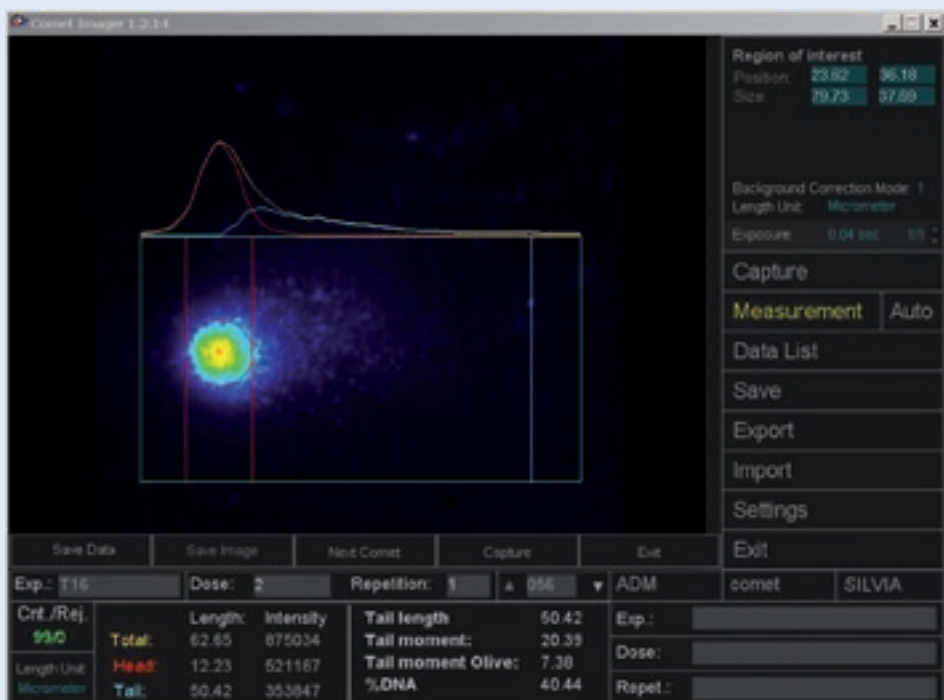 Comet Imager 1.2.14
Region of interest
Position: 23.62 36.18
Size 79.73 37.69
Background Correction Mode: 1
Length Unit: Micrometer
Exposure: 0.04 sec 1/1
Capture
Measurement Auto
Data List
Save
Export
Import
Settings
Exit
Save Data Save Image Next Comet Capture Exit
Exp.: T16 Dose: 2 Repetition: 1 056 ADM comet SILVIA
Cnt./Rej. 99/0
Length Unit Micrometer
Length: Intensity
Total: 62.65 875034
Head: 12.23 521187
Tail: 50.42 353847
Tail length 50.42
Tail moment: 20.39
Tail moment Olive: 7.38
%DNA 40.44
Exp.:
Dose:
Repet.: